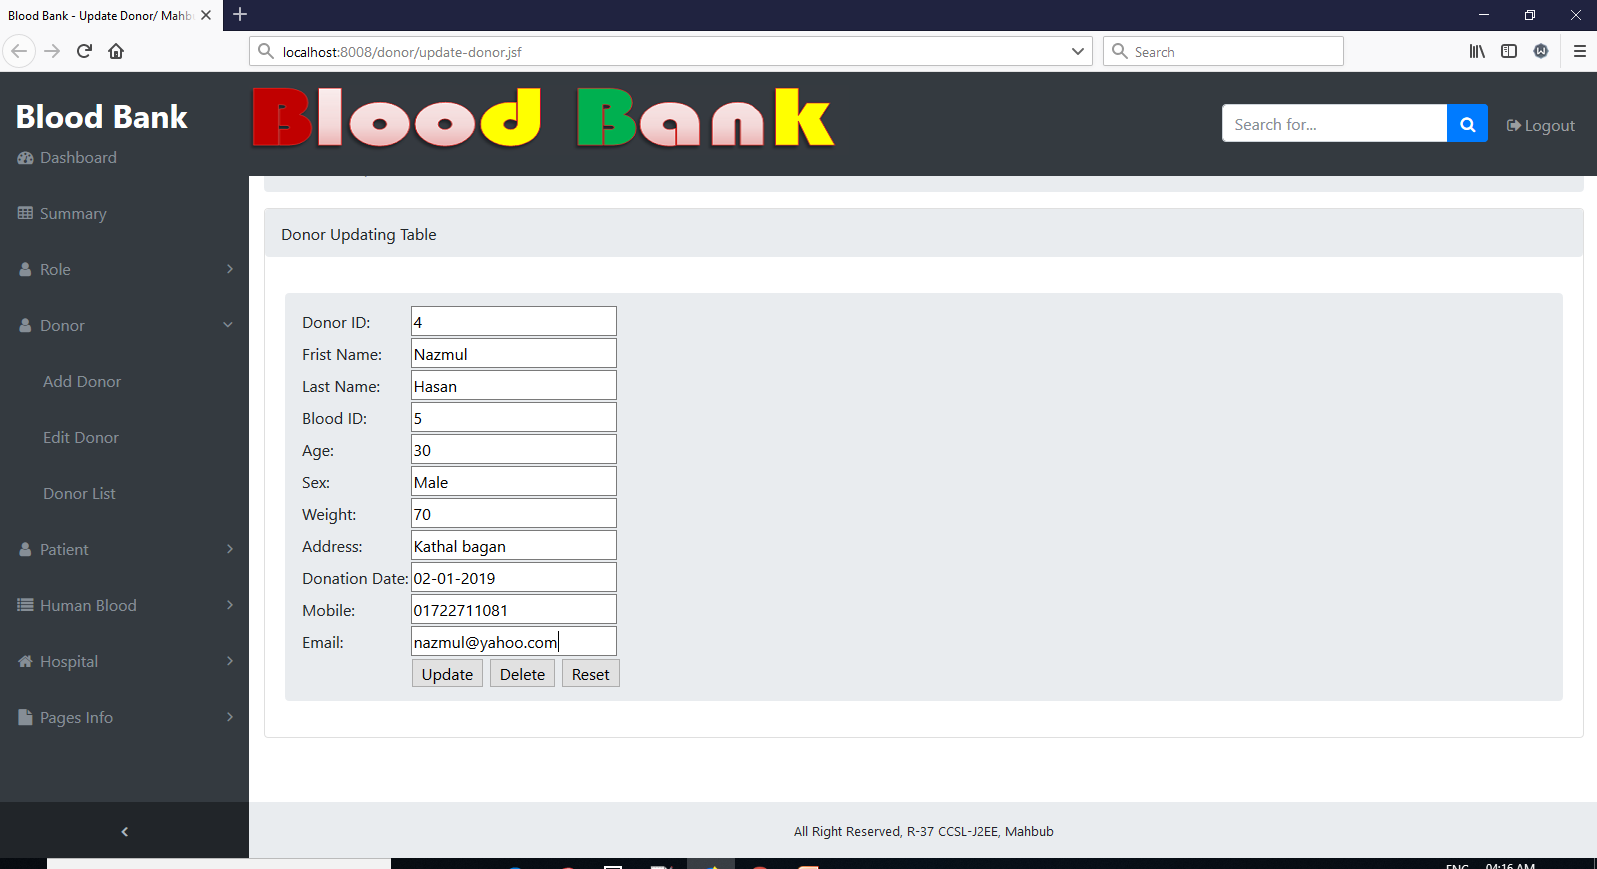 Blood Bank - Update Donor/ Mahb
localhost:8008/donor/update-donor.jsf
Search
Blood Bank
Blood Bank
Search for...
Logout
Dashboard
Summary
Role
Donor
Add Donor
Edit Donor
Donor List
Patient
Human Blood
Hospital
Pages Info
Donor Updating Table
Donor ID: 4
Frist Name: Nazmul
Last Name: Hasan
Blood ID: 5
Age: 30
Sex: Male
Weight: 70
Address: Kathal bagan
Donation Date: 02-01-2019
Mobile: 01722711081
Email: nazmul@yahoo.com
Update Delete Reset
All Right Reserved, R-37 CCSL-J2EE, Mahbub
ENG 04:16 AM